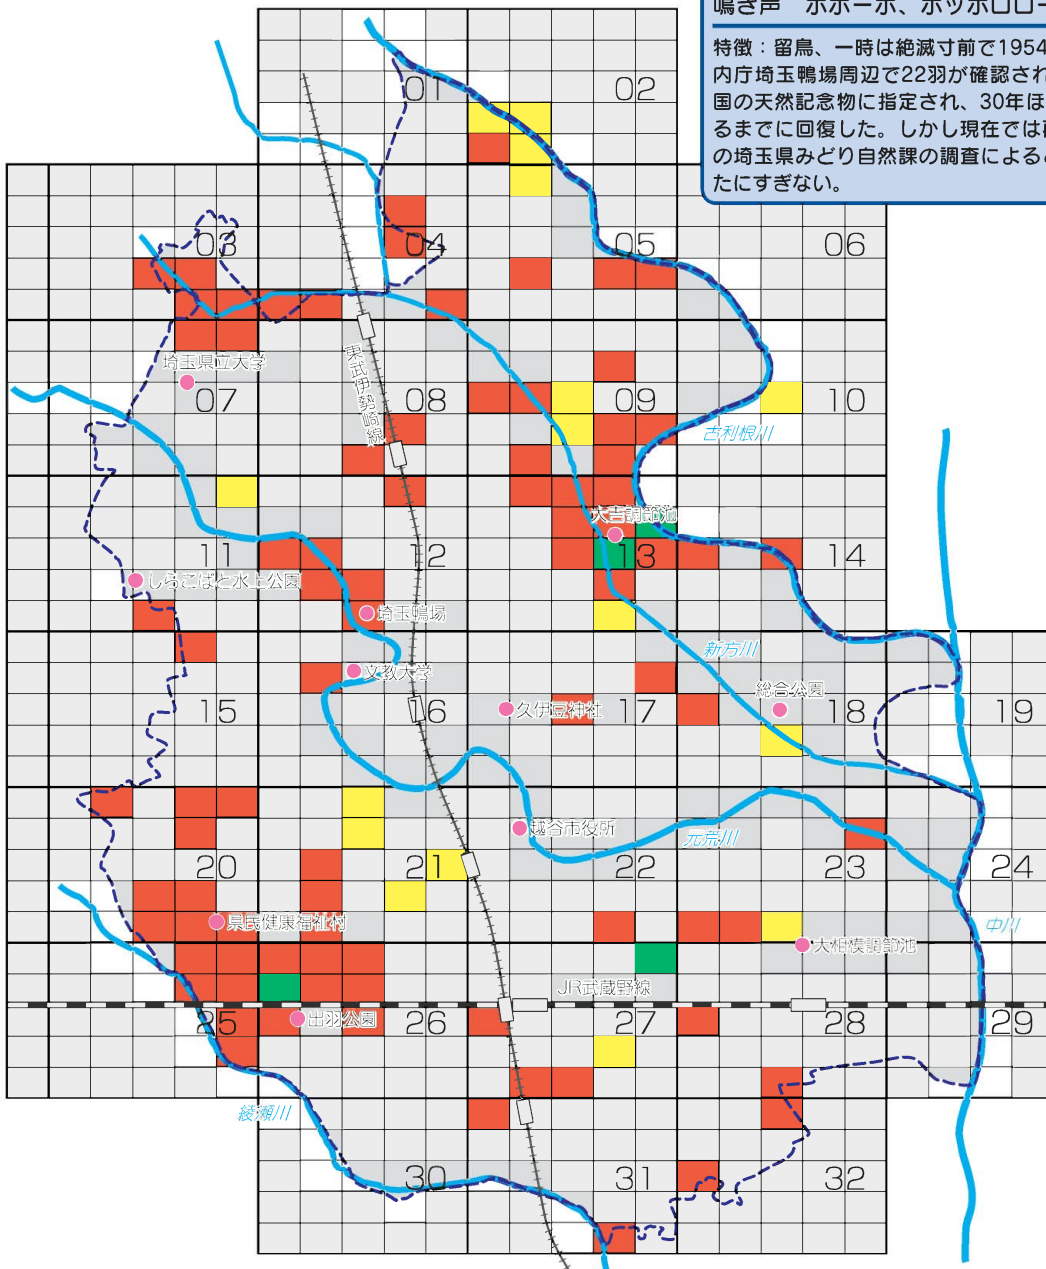 鳴き声 ホホーホ、ホッホロロー
特徴：留鳥、一時は絶滅寸前で1954
内庁埼玉鴨場周辺で22羽が確認され
国の天然記念物に指定され、30年ほ
るまでに回復した。しかし現在では
の埼玉県みどり自然課の調査によると
たにすぎない。
01
02
03
04
05
06
埼玉県立大学
東武伊勢崎線
07
08
09
10
古利根川
大吉調節池
11
12
13
14
しらこばと水上公園
埼玉鴨場
新方川
文教大学
総合公園
久伊豆神社
15
16
17
18
19
越谷市役所
元荒川
20
21
22
23
24
県民健康福祉村
大相模調節池
中川
JR武蔵野線
出羽公園
25
26
27
28
29
綾瀬川
30
31
32